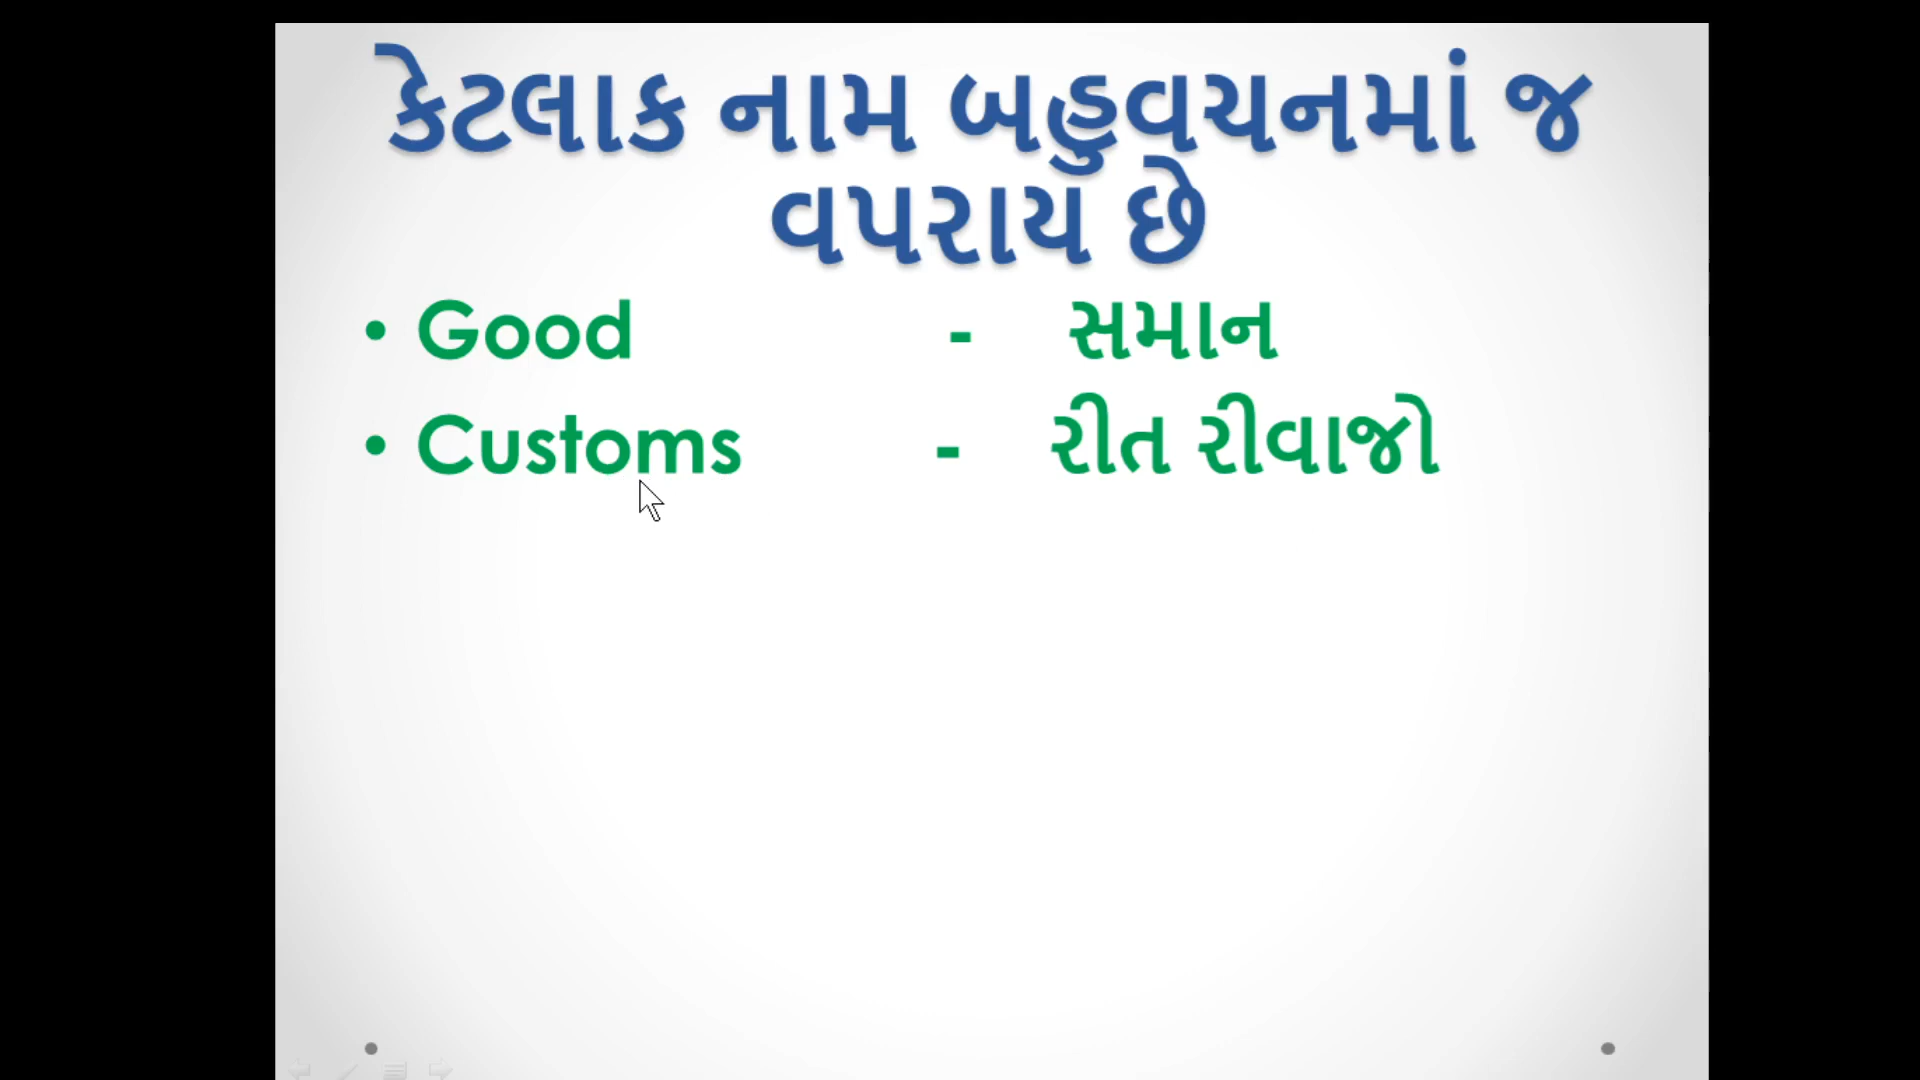 કેટલાક નામ બહુવચનમાં જ
વપરાય છે
• Good - સમાન
• Customs - રીત રીવાજો